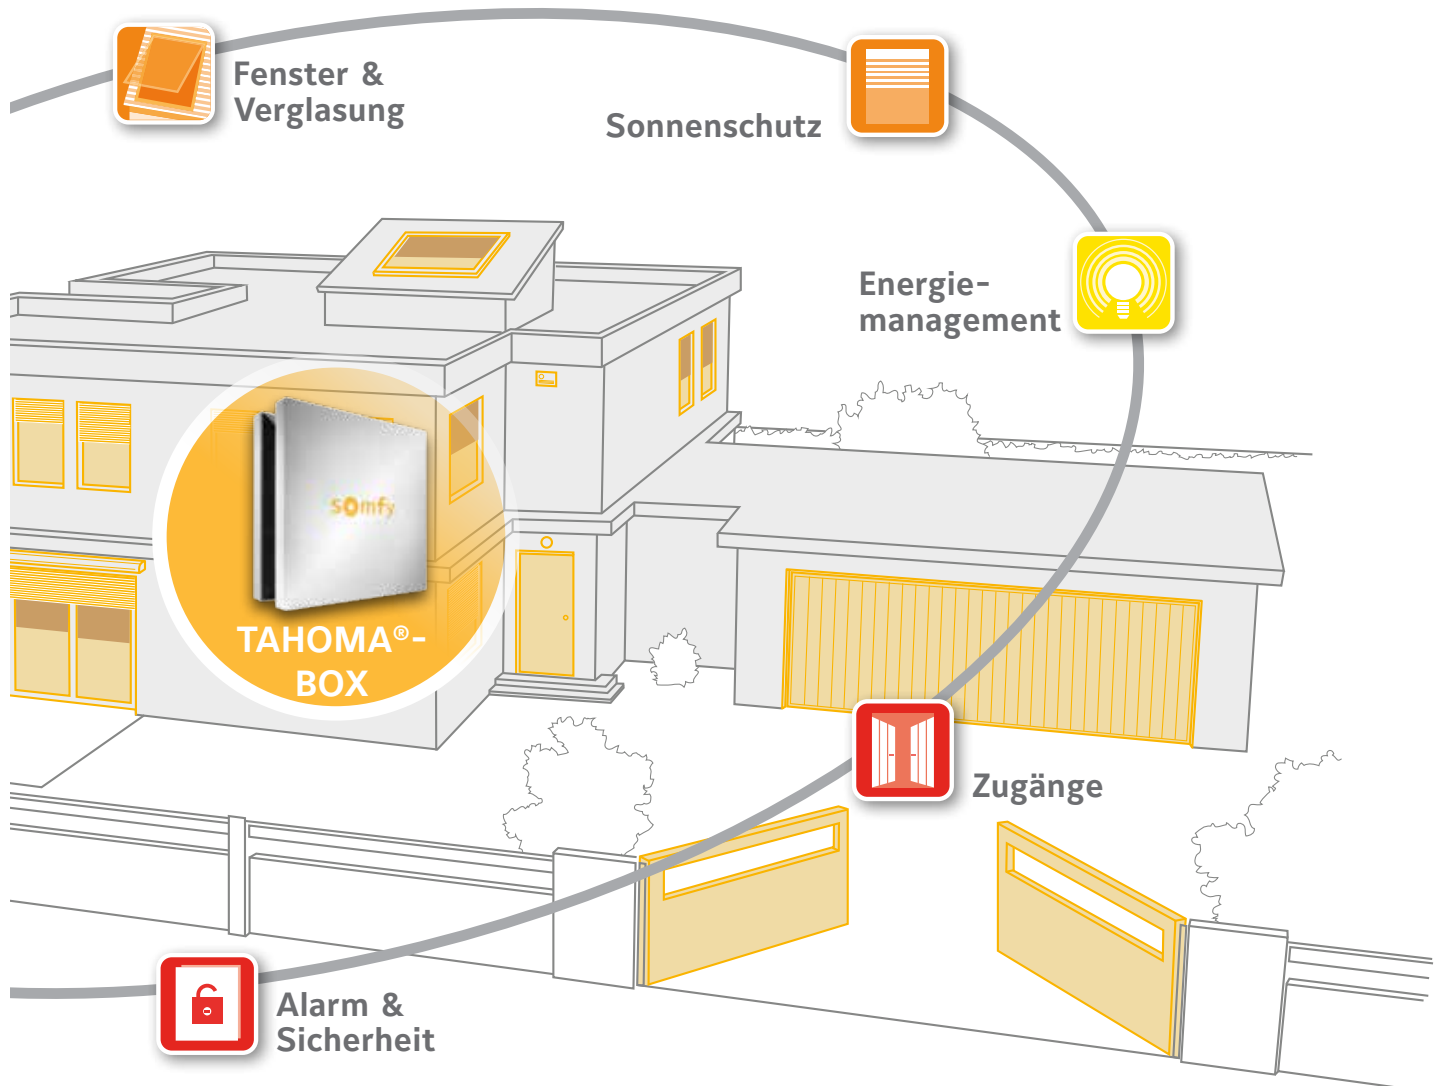 Fenster &
Verglasung
Sonnenschutz
Energie-
management
somfy
TAHOMA®-
BOX
Zugänge
Alarm &
Sicherheit